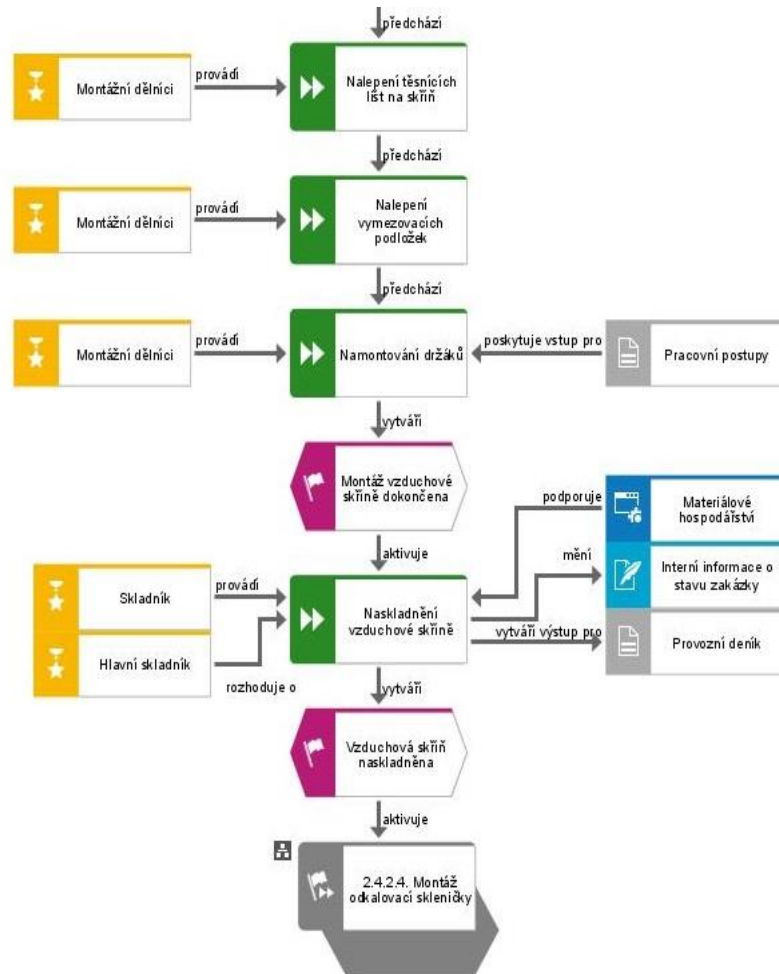 předchází
Montážní dělníci
provádí
Nalepení těsnících
lišt na skříň
předchází
Montážní dělníci
provádí
Nalepení
vymezovacích
podložek
předchází
Montážní dělníci
provádí
Namontování držáků
poskytuje vstup pro
Pracovní postupy
vytváří
Montáž vzduchové
skříně dokončena
podporuje
Materiálové
hospodářství
aktivuje
mění
Interní informace o
stavu zakázky
Skladník
provádí
Naskladnění
vzduchové skříně
vytváří výstup pro
Provozní deník
Hlavní skladník
rozhoduje o
vytváří
Vzduchová skříň
naskladněna
aktivuje
2.4.2.4. Montáž
odkalovací skleničky